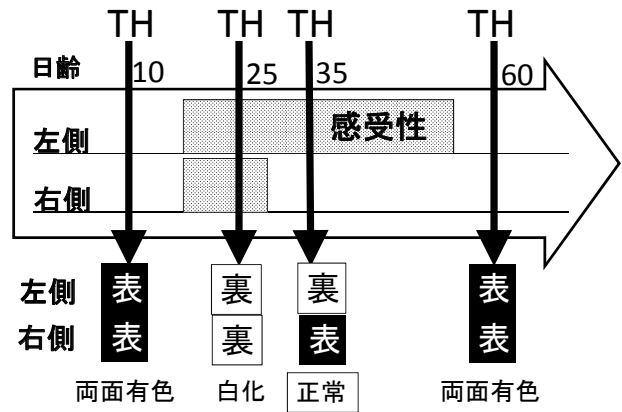 TH TH TH TH
日齢 10 25 35 60
左側 感受性
右側
左側 表 裏 裏 表
右側 表 裏 表 表
両面有色 白化 正常 両面有色